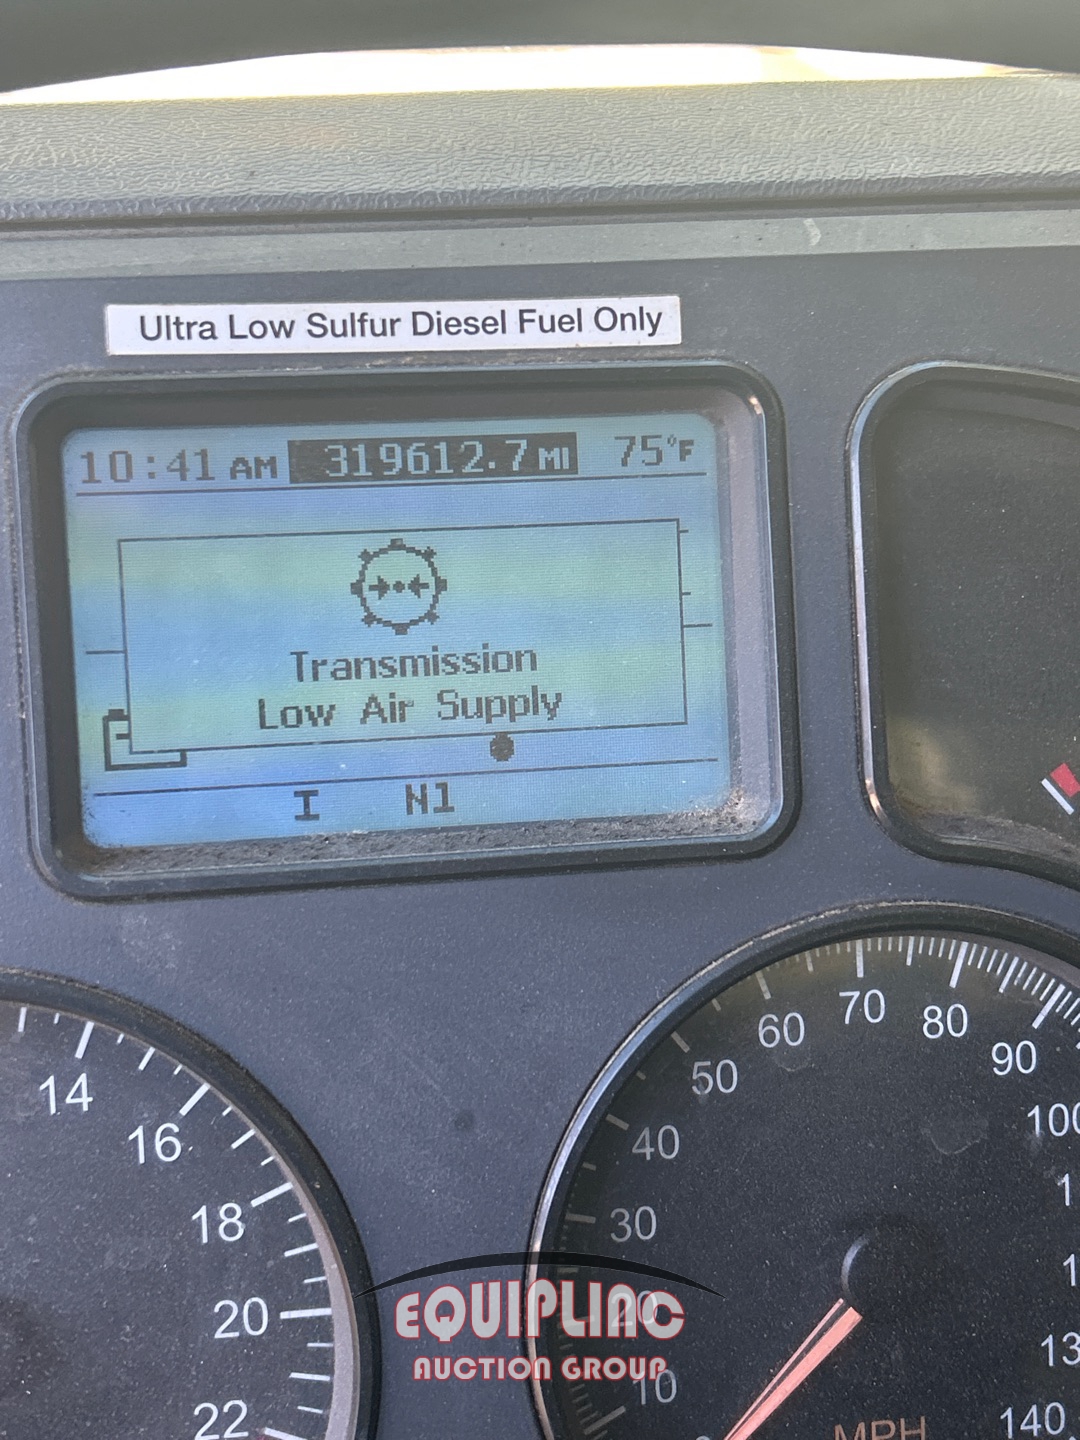 Ultra Low Sulfur Diesel Fuel Only
10:41 AM 319612.7 MI 75°F
Transmission
Low Air Supply
I N1
14
16
18
20
22
10
20
30
40
50
60
70
80
90
140
MPH
EQUIPLINC
AUCTION GROUP